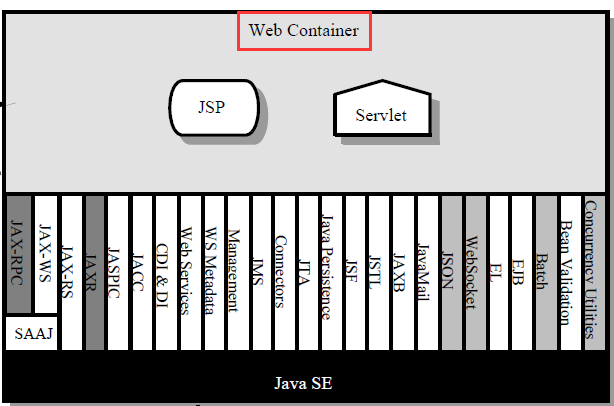 Web Container
JSP
Servlet
JAX-RPC
JAX-WS
SAAJ
JAX-RS
JAXR
JASPIC
JACC
CDI & DI
Web Services
WS Metadata
Management
JMS
Connectors
JTA
Java Persistence
JSF
JSTL
JAXB
JavaMail
JSON
WebSocket
EL
EJB
Batch
Bean Validation
Concurrency Utilities
Java SE